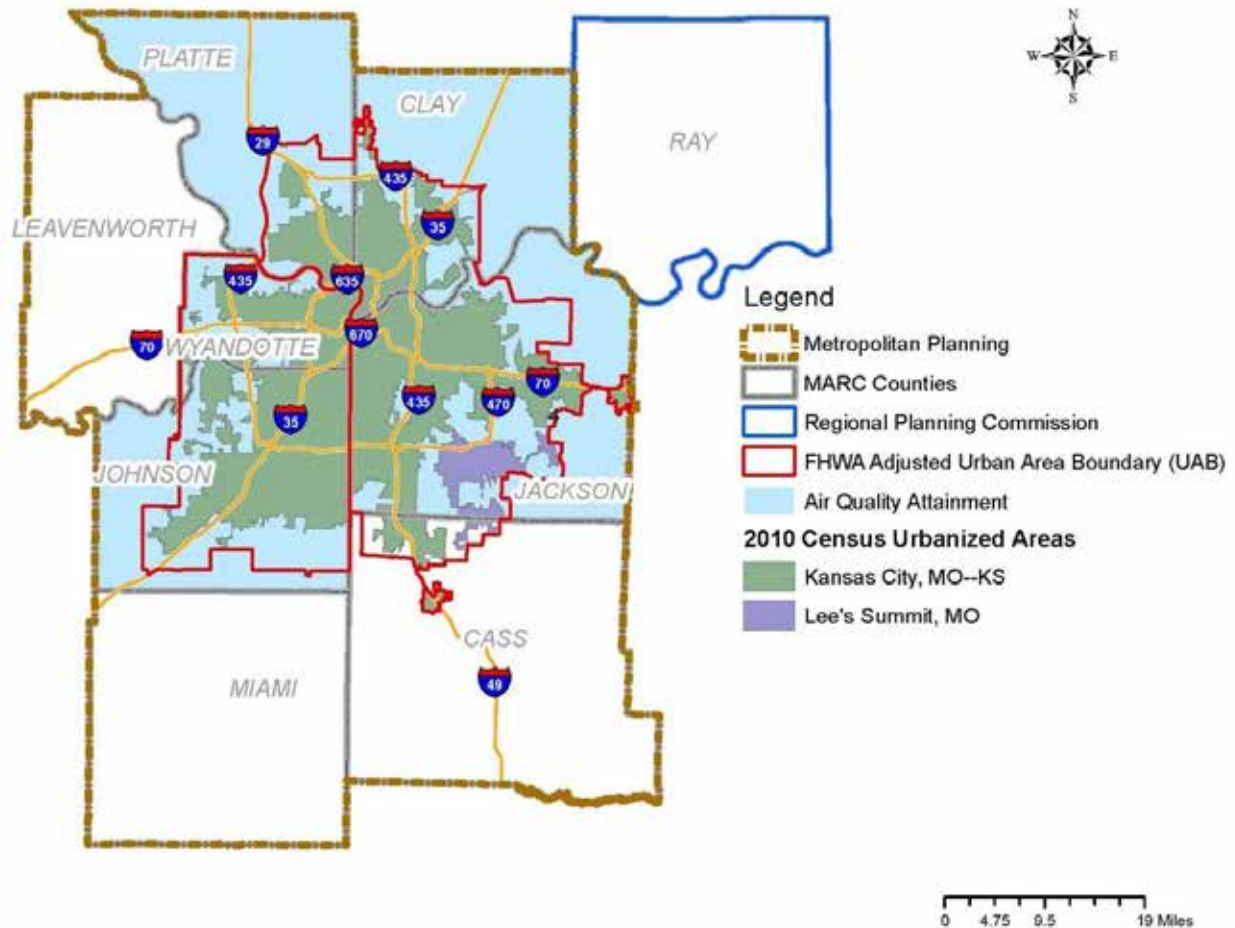 N
W E
S
PLATTE
CLAY
RAY
29
435
LEAVENWORTH
35
435
635
Legend
70
WYANDOTTE
670
Metropolitan Planning
MARC Counties
70
435
470
35
Regional Planning Commission
FHWA Adjusted Urban Area Boundary (UAB)
JOHNSON
JACKSON
Air Quality Attainment
2010 Census Urbanized Areas
Kansas City, MO--KS
Lee's Summit, MO
CASS
MIAMI
49
0 4.75 9.5 19 Miles